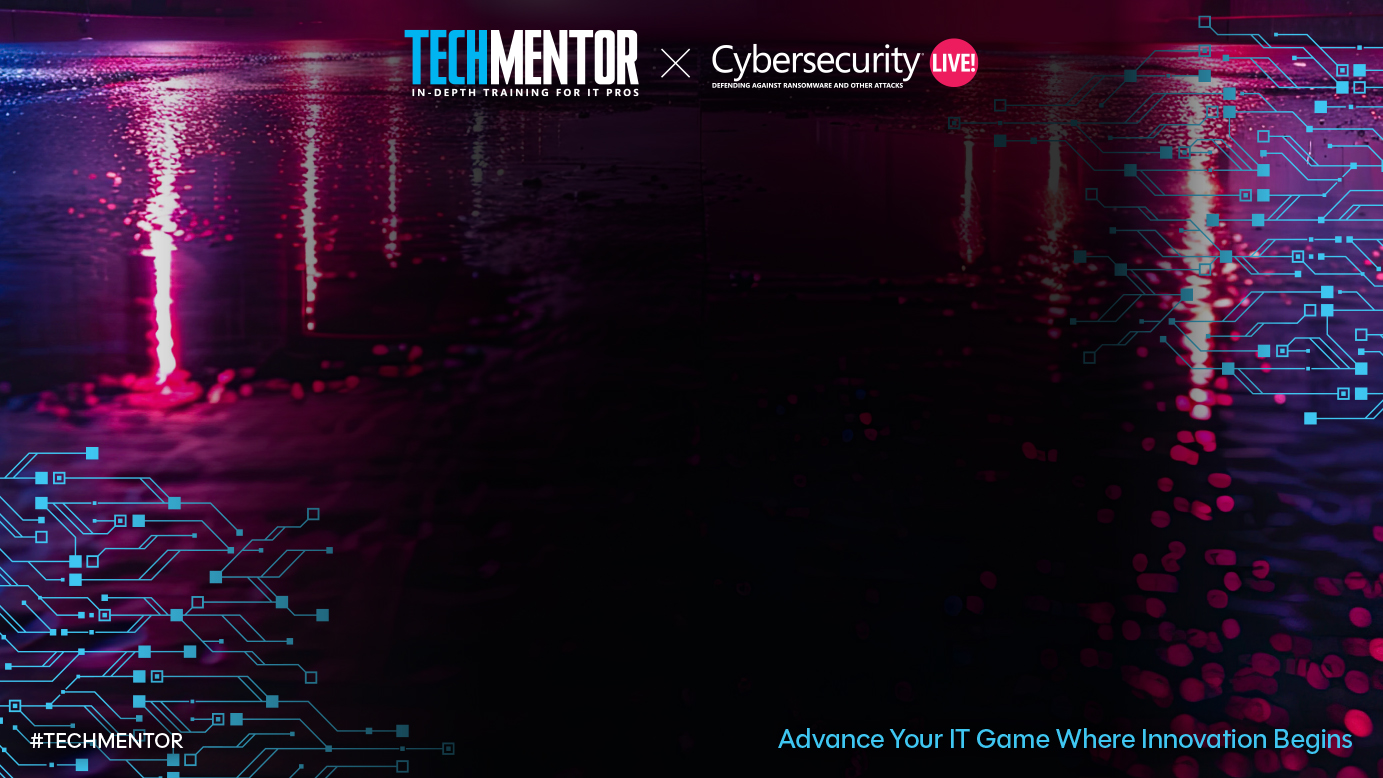 TECHMENTOR
IN-DEPTH TRAINING FOR IT PROS
Cybersecurity LIVE!
DEFENDING AGAINST RANSOMWARE AND OTHER ATTACKS
#TECHMENTOR
Advance Your IT Game Where Innovation Begins